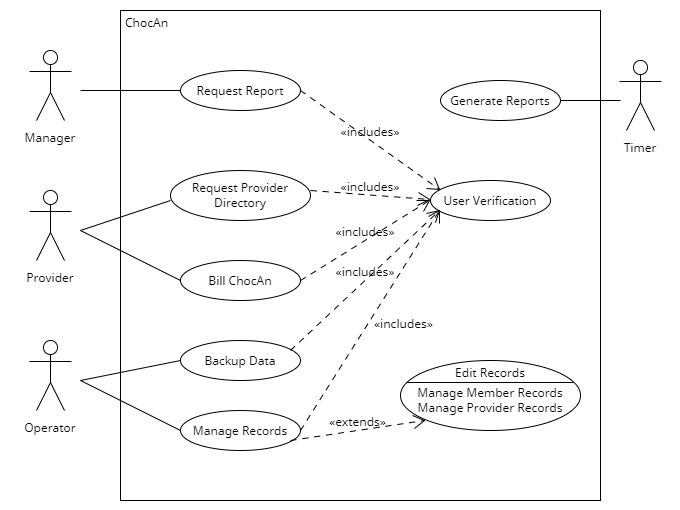 ChocAn
Manager
Request Report
«includes»
Generate Reports
Timer
Request Provider
Directory
«includes»
User Verification
Provider
Bill ChocAn
«includes»
«includes»
Backup Data
«includes»
Operator
Manage Records
«extends»
Edit Records
Manage Member Records
Manage Provider Records